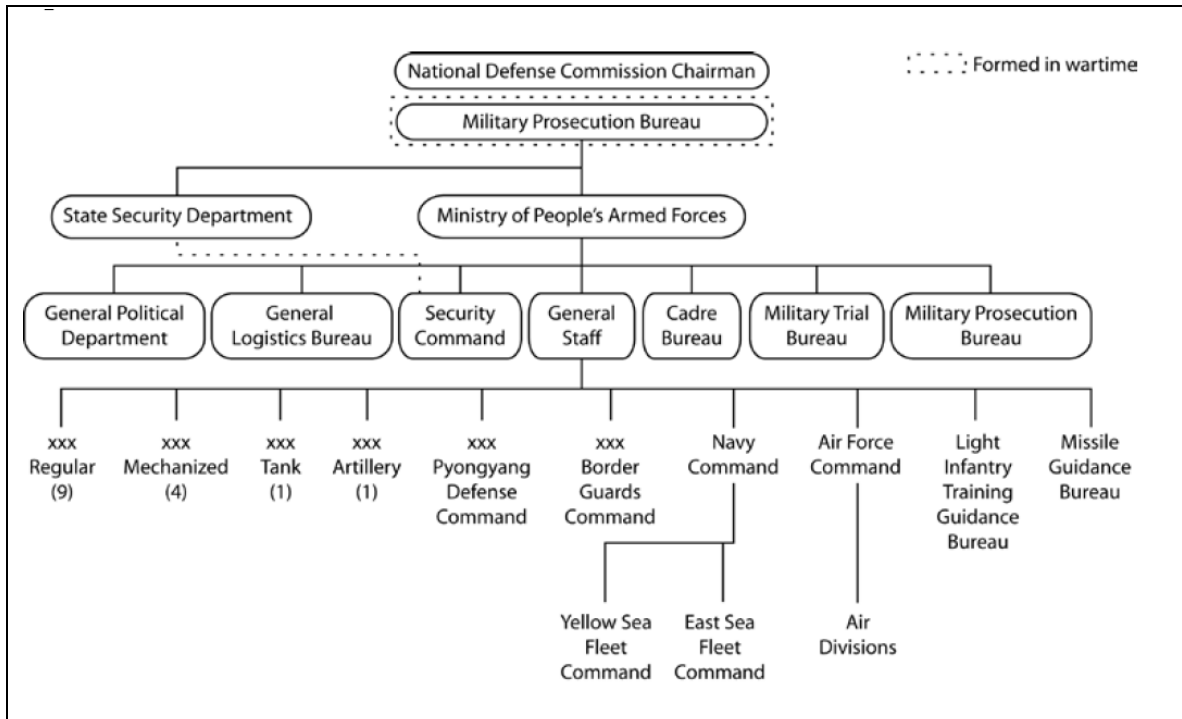 National Defense Commission Chairman
Formed in wartime
Military Prosecution Bureau
State Security Department
Ministry of People's Armed Forces
General Political
Department
General
Logistics Bureau
Security
Command
General
Staff
Cadre
Bureau
Military Trial
Bureau
Military Prosecution
Bureau
xxx
Regular
(9)
xxx
Mechanized
(4)
xxx
Tank
(1)
xxx
Artillery
(1)
xxx
Pyongyang
Defense
Command
xxx
Border
Guards
Command
Navy
Command
Air Force
Command
Light
Infantry
Training
Guidance
Bureau
Missile
Guidance
Bureau
Yellow Sea
Fleet
Command
East Sea
Fleet
Command
Air
Divisions